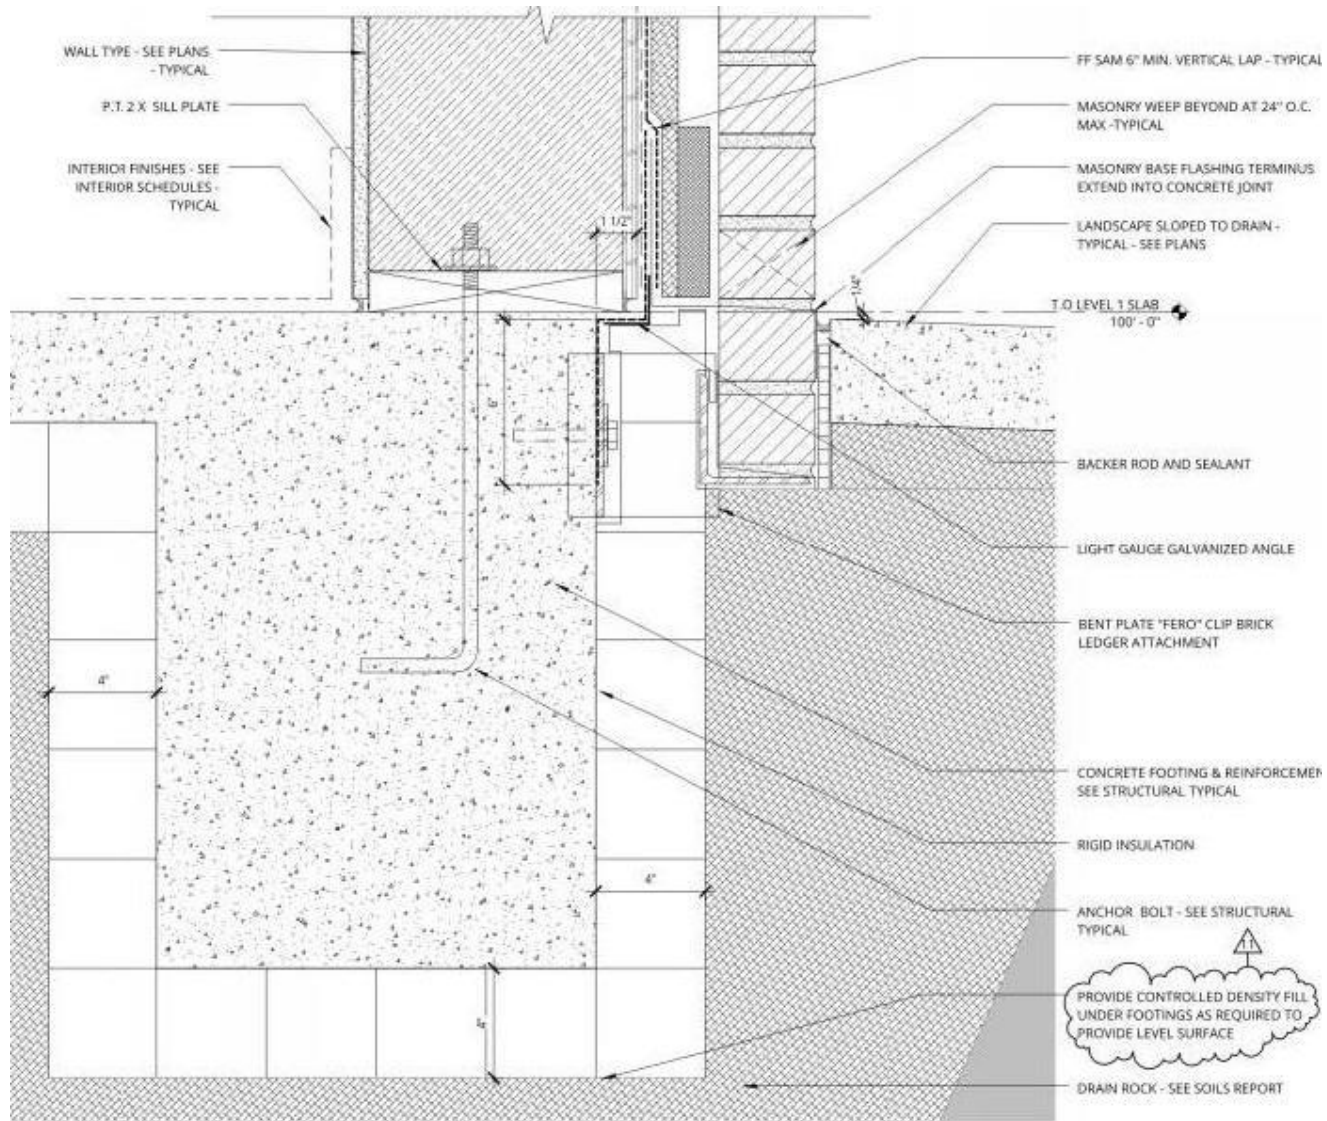 WALL TYPE - SEE PLANS
- TYPICAL
P.T. 2 X SILL PLATE
INTERIOR FINISHES - SEE
INTERIOR SCHEDULES -
TYPICAL
FF SAM 6" MIN. VERTICAL LAP - TYPICAL
MASONRY WEEP BEYOND AT 24" O.C.
MAX -TYPICAL
MASONRY BASE FLASHING TERMINUS
EXTEND INTO CONCRETE JOINT
LANDSCAPE SLOPED TO DRAIN -
TYPICAL - SEE PLANS
1 1/2"
1/4"
T.O LEVEL 1 SLAB
100' - 0"
6"
BACKER ROD AND SEALANT
LIGHT GAUGE GALVANIZED ANGLE
BENT PLATE "FERO" CLIP BRICK
LEDGER ATTACHMENT
4"
CONCRETE FOOTING & REINFORCEMEN
SEE STRUCTURAL TYPICAL
RIGID INSULATION
4"
ANCHOR BOLT - SEE STRUCTURAL
TYPICAL
11
PROVIDE CONTROLLED DENSITY FILL
UNDER FOOTINGS AS REQUIRED TO
PROVIDE LEVEL SURFACE
4"
DRAIN ROCK - SEE SOILS REPORT